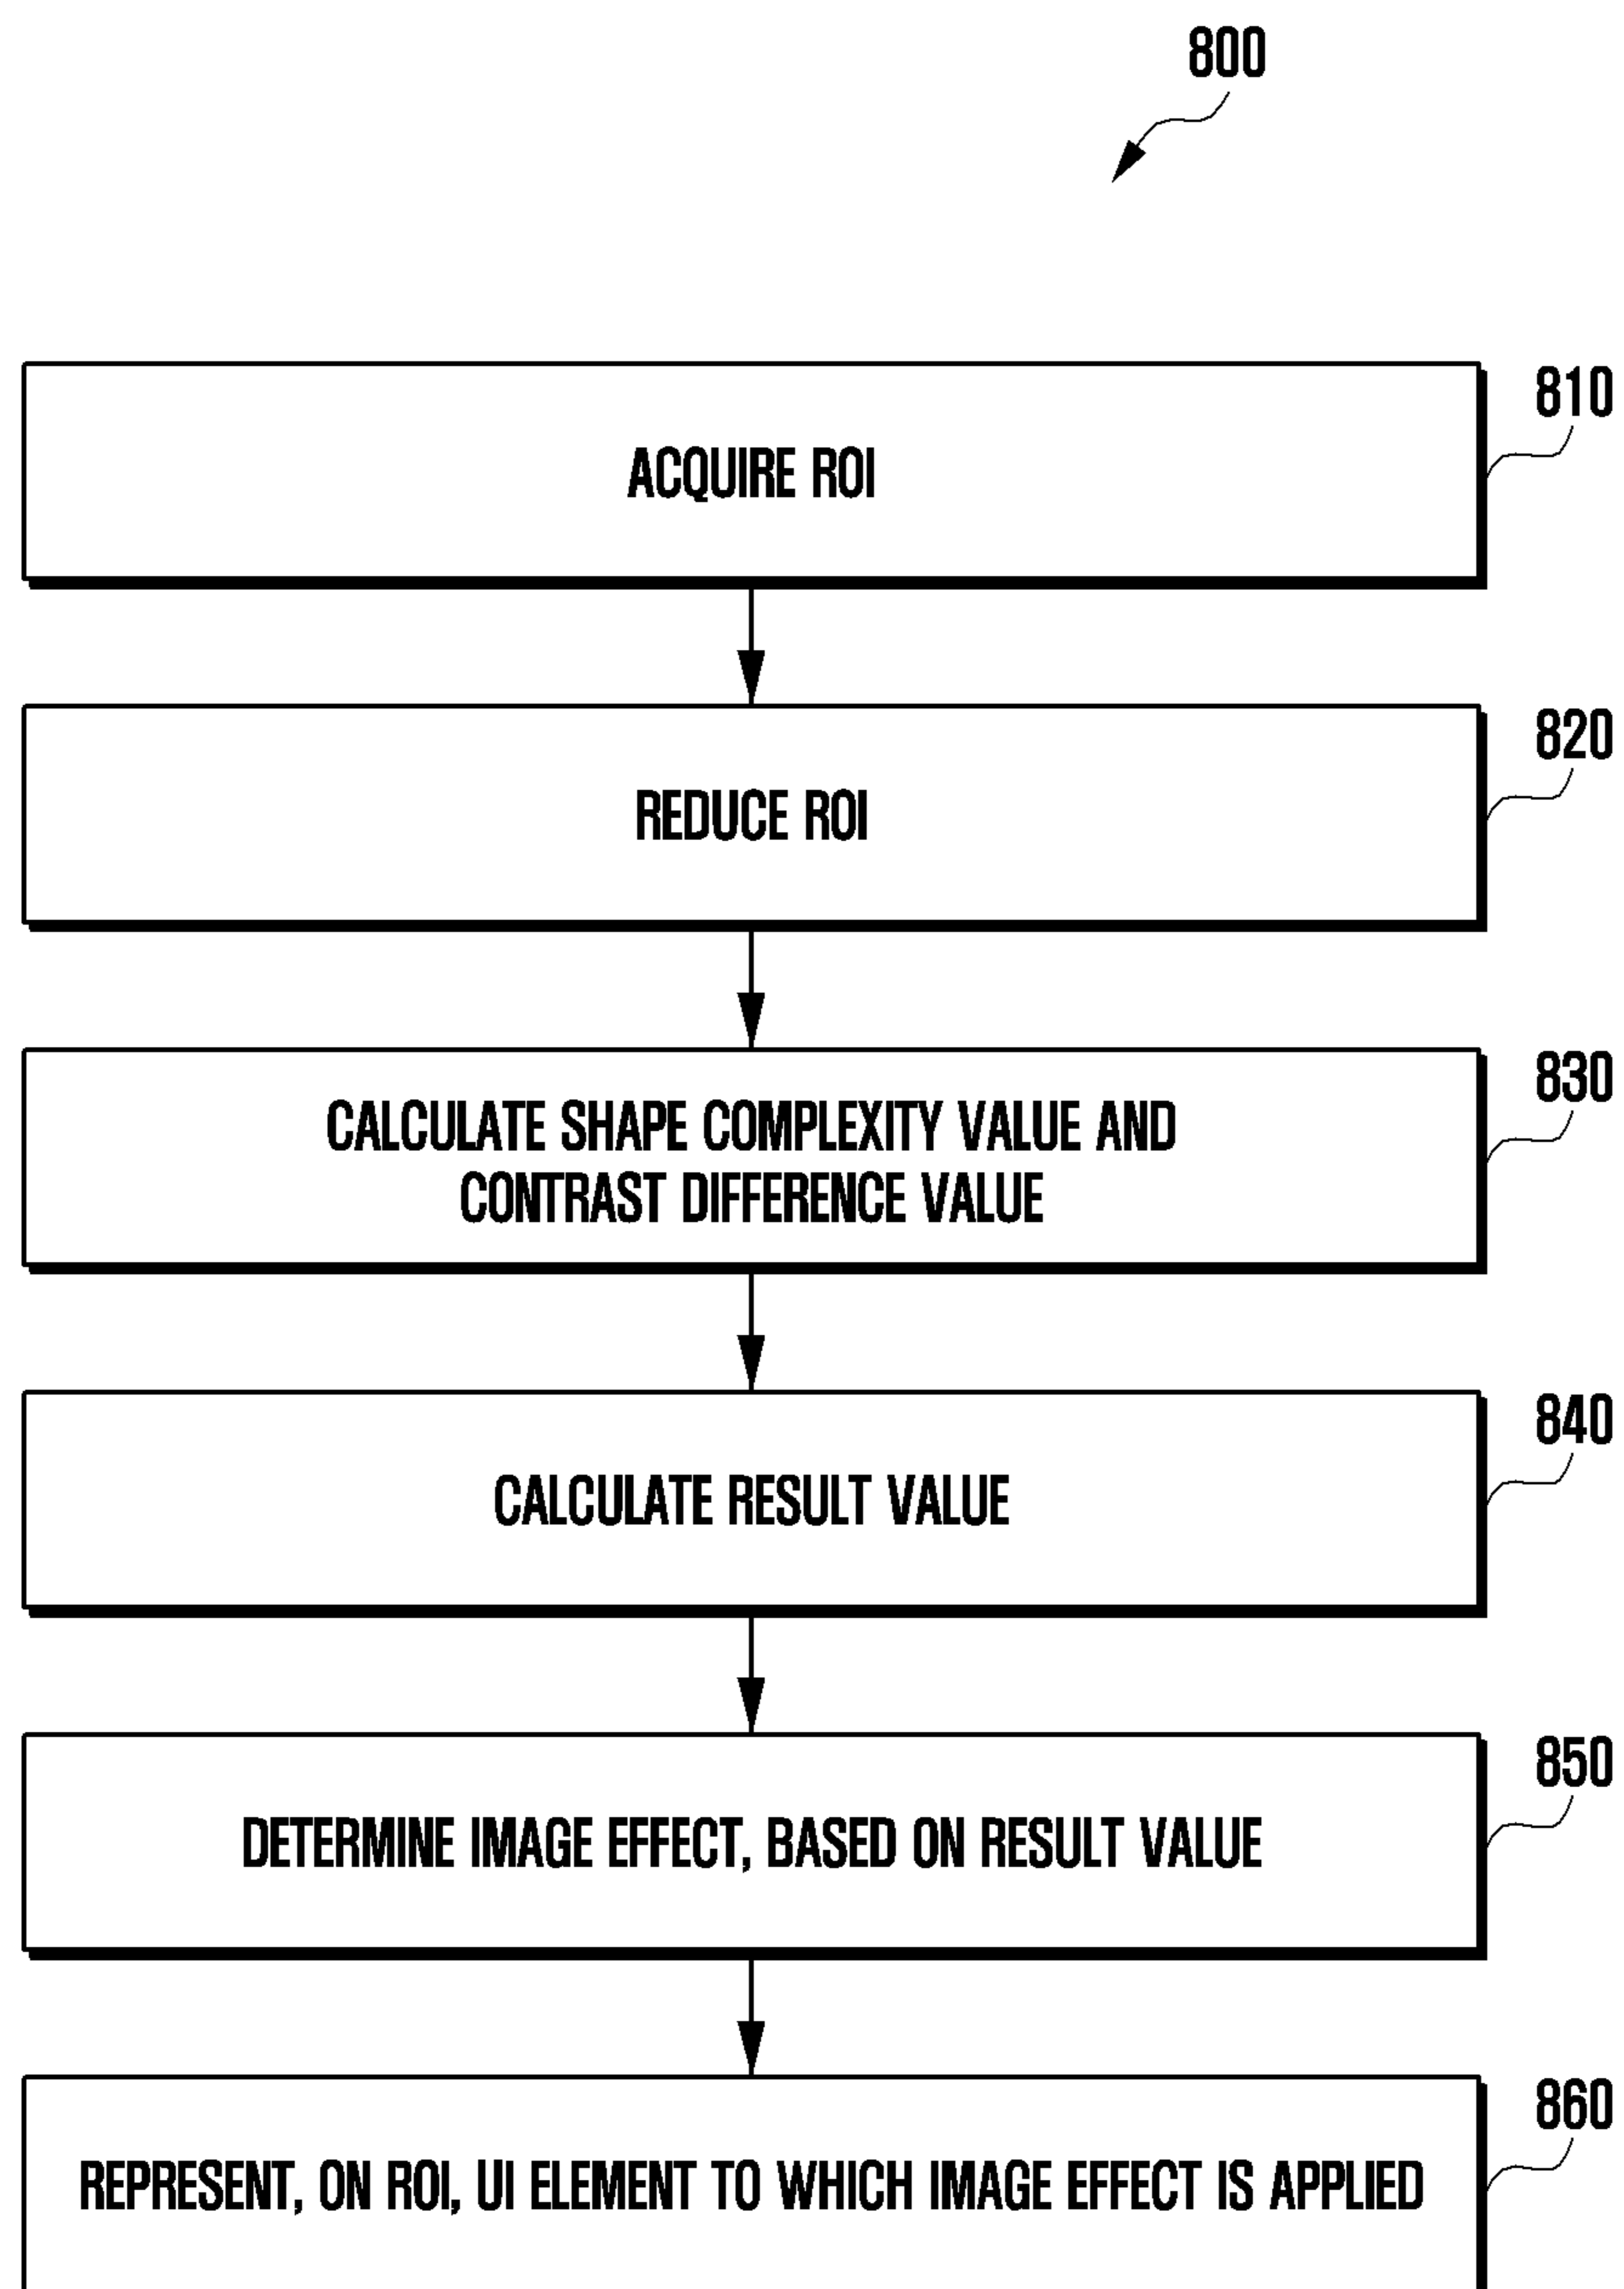 800
810
ACQUIRE ROI
820
REDUCE ROI
830
CALCULATE SHAPE COMPLEXITY VALUE AND
CONTRAST DIFFERENCE VALUE
840
CALCULATE RESULT VALUE
850
DETERMINE IMAGE EFFECT, BASED ON RESULT VALUE
860
REPRESENT, ON ROI, UI ELEMENT TO WHICH IMAGE EFFECT IS APPLIED